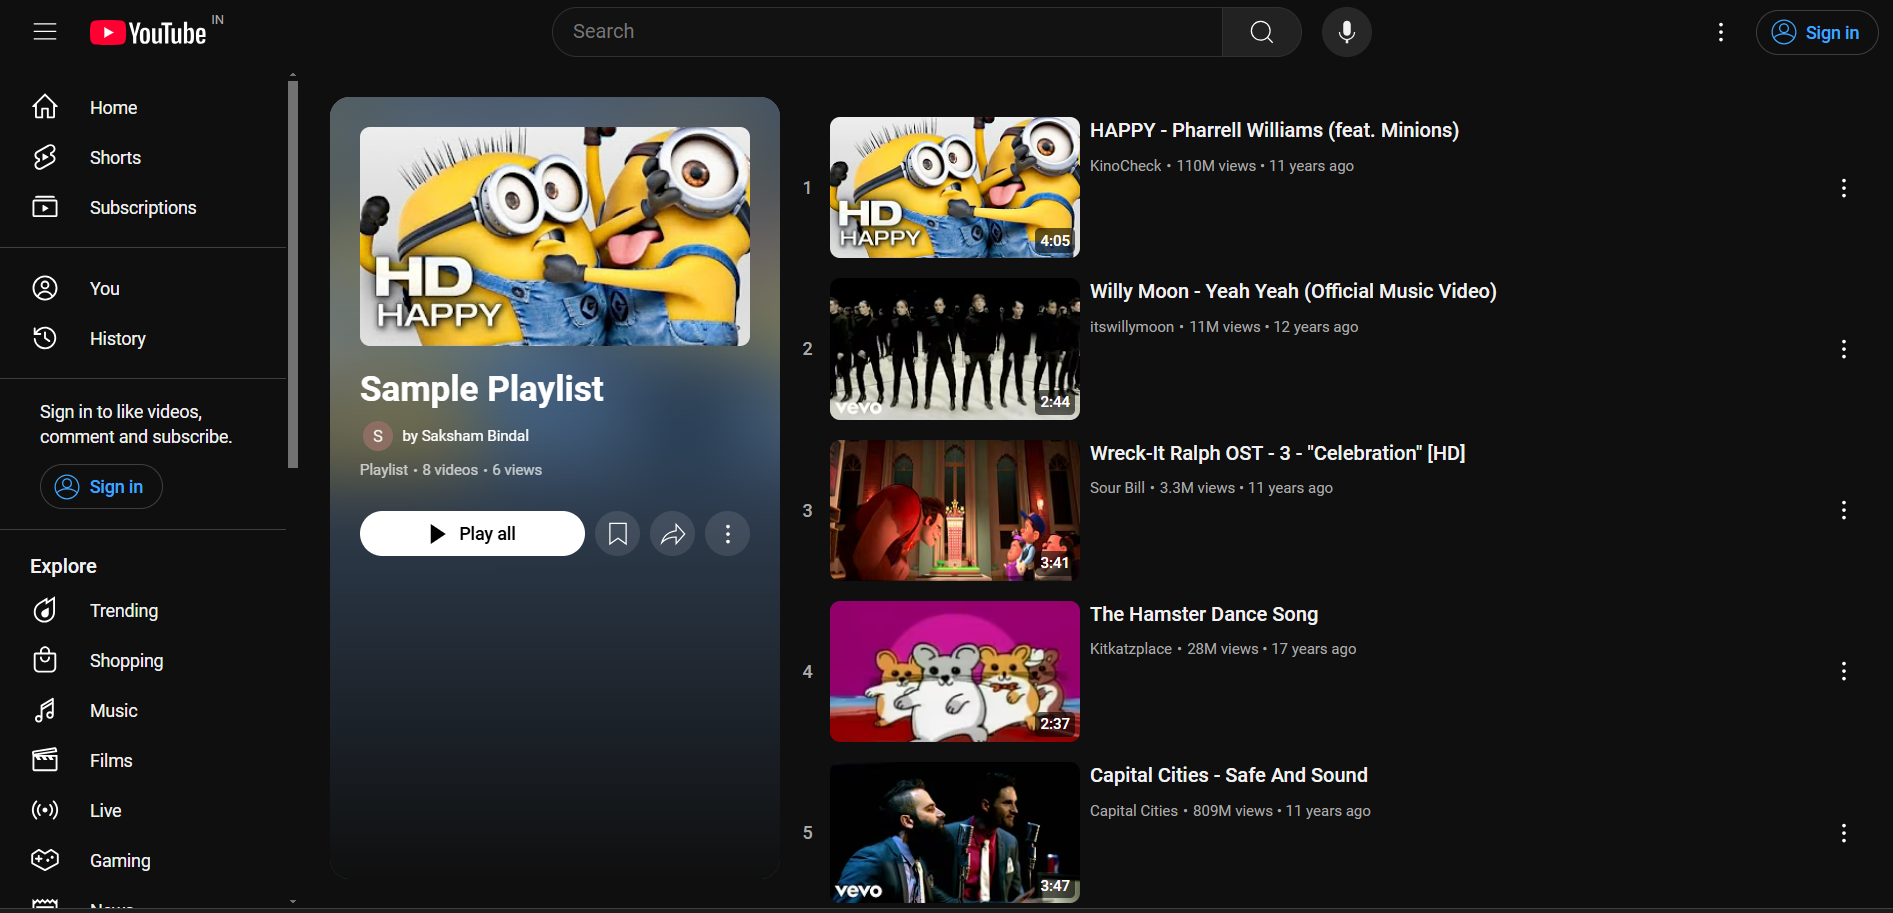 YouTube IN
Search
Sign in
Home
Shorts
Subscriptions
You
History
Sign in to like videos,
comment and subscribe.
Sign in
Explore
Trending
Shopping
Music
Films
Live
Gaming
HD
HAPPY
Sample Playlist
S by Saksham Bindal
Playlist • 8 videos • 6 views
Play all
1
HD
HAPPY
4:05
HAPPY - Pharrell Williams (feat. Minions)
KinoCheck • 110M views • 11 years ago
2
vevo
2:44
Willy Moon - Yeah Yeah (Official Music Video)
itswillymoon • 11M views • 12 years ago
3
3:41
Wreck-It Ralph OST - 3 - "Celebration" [HD]
Sour Bill • 3.3M views • 11 years ago
4
2:37
The Hamster Dance Song
Kitkatzplace • 28M views • 17 years ago
5
vevo
3:47
Capital Cities - Safe And Sound
Capital Cities • 809M views • 11 years ago